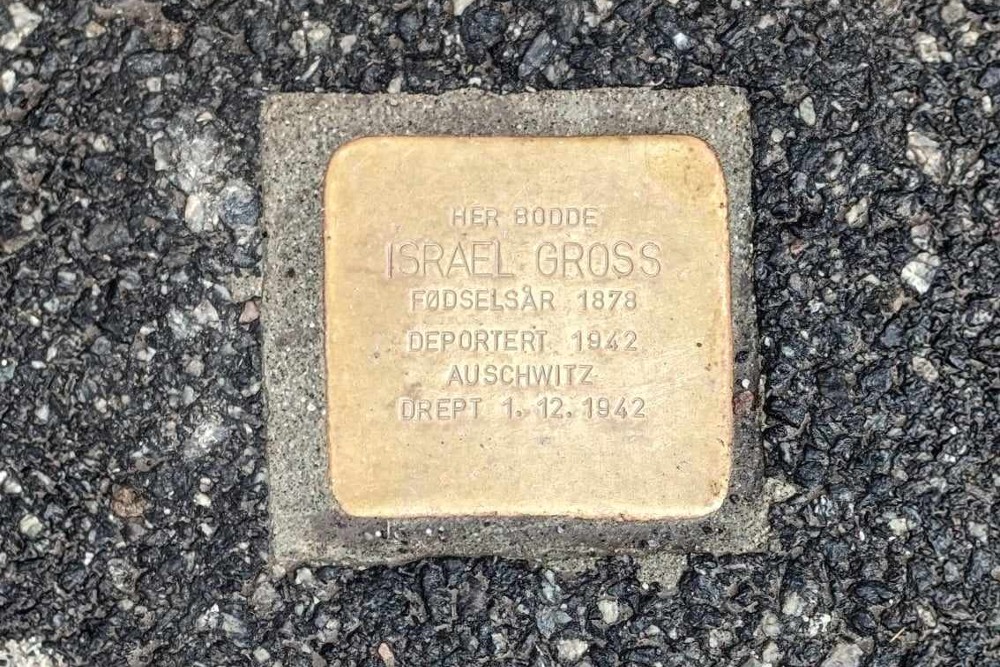 HER BODDE
ISRAEL GROSS
FØDSELSÅR 1878
DEPORTERT 1942
AUSCHWITZ
DREPT 1.12.1942